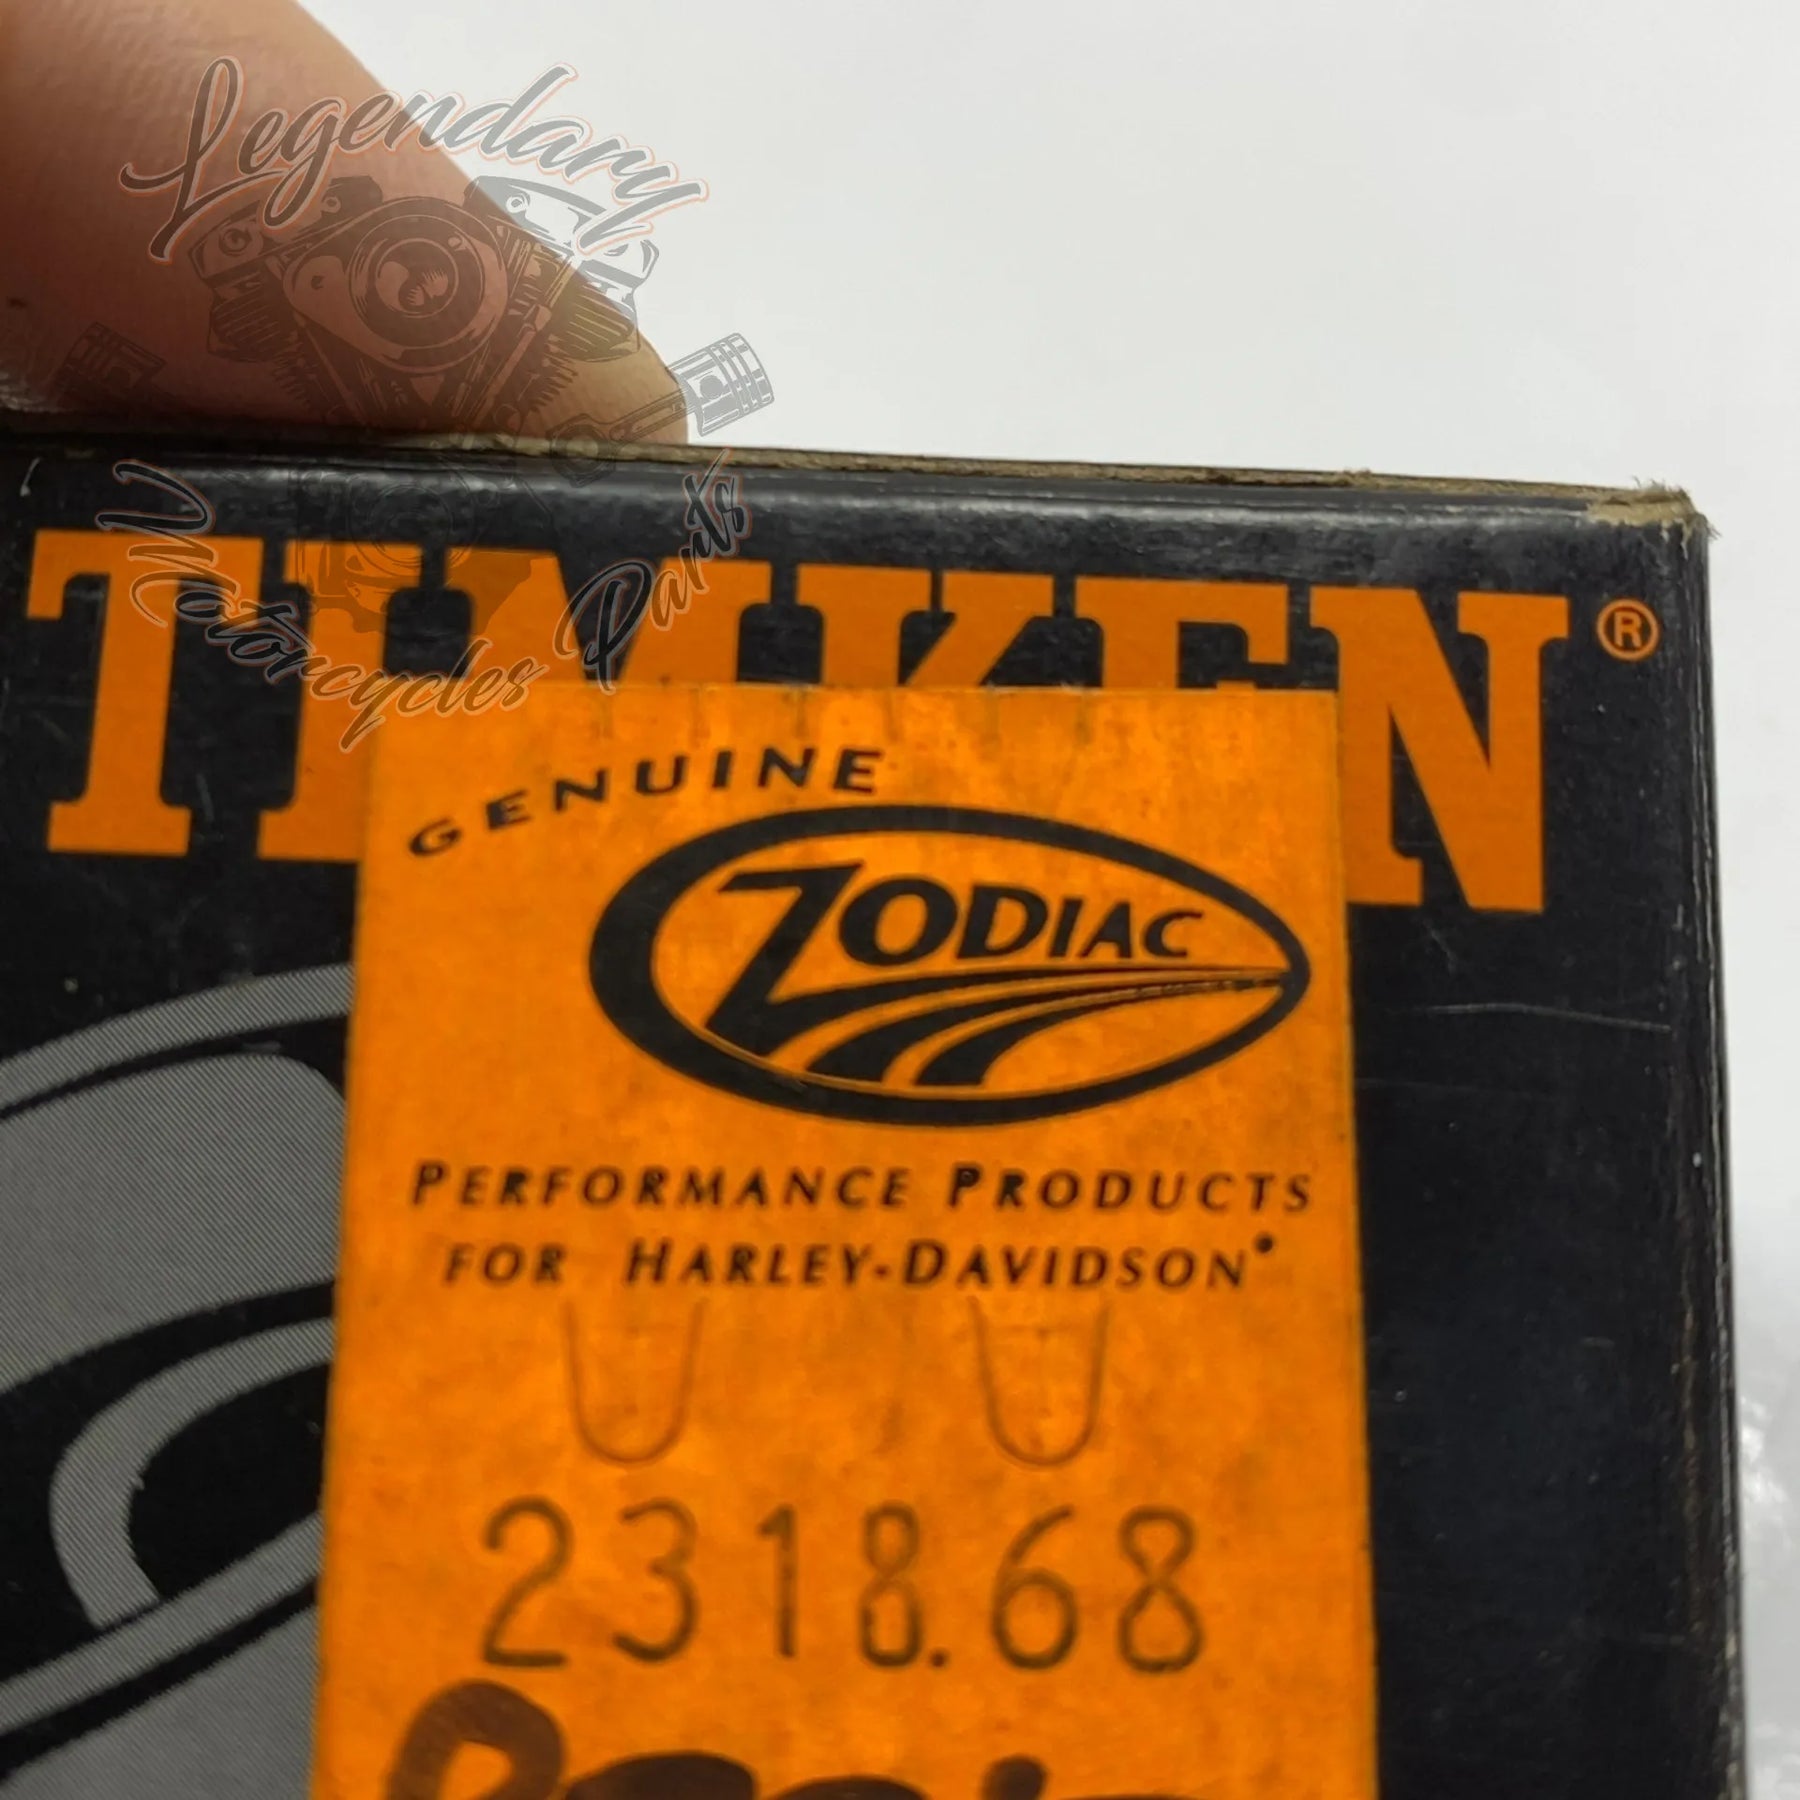 Legendary
Motorcycles Parts
TIMKEN®
GENUINE
ZODIAC
PERFORMANCE PRODUCTS
FOR HARLEY-DAVIDSON®
2318.68